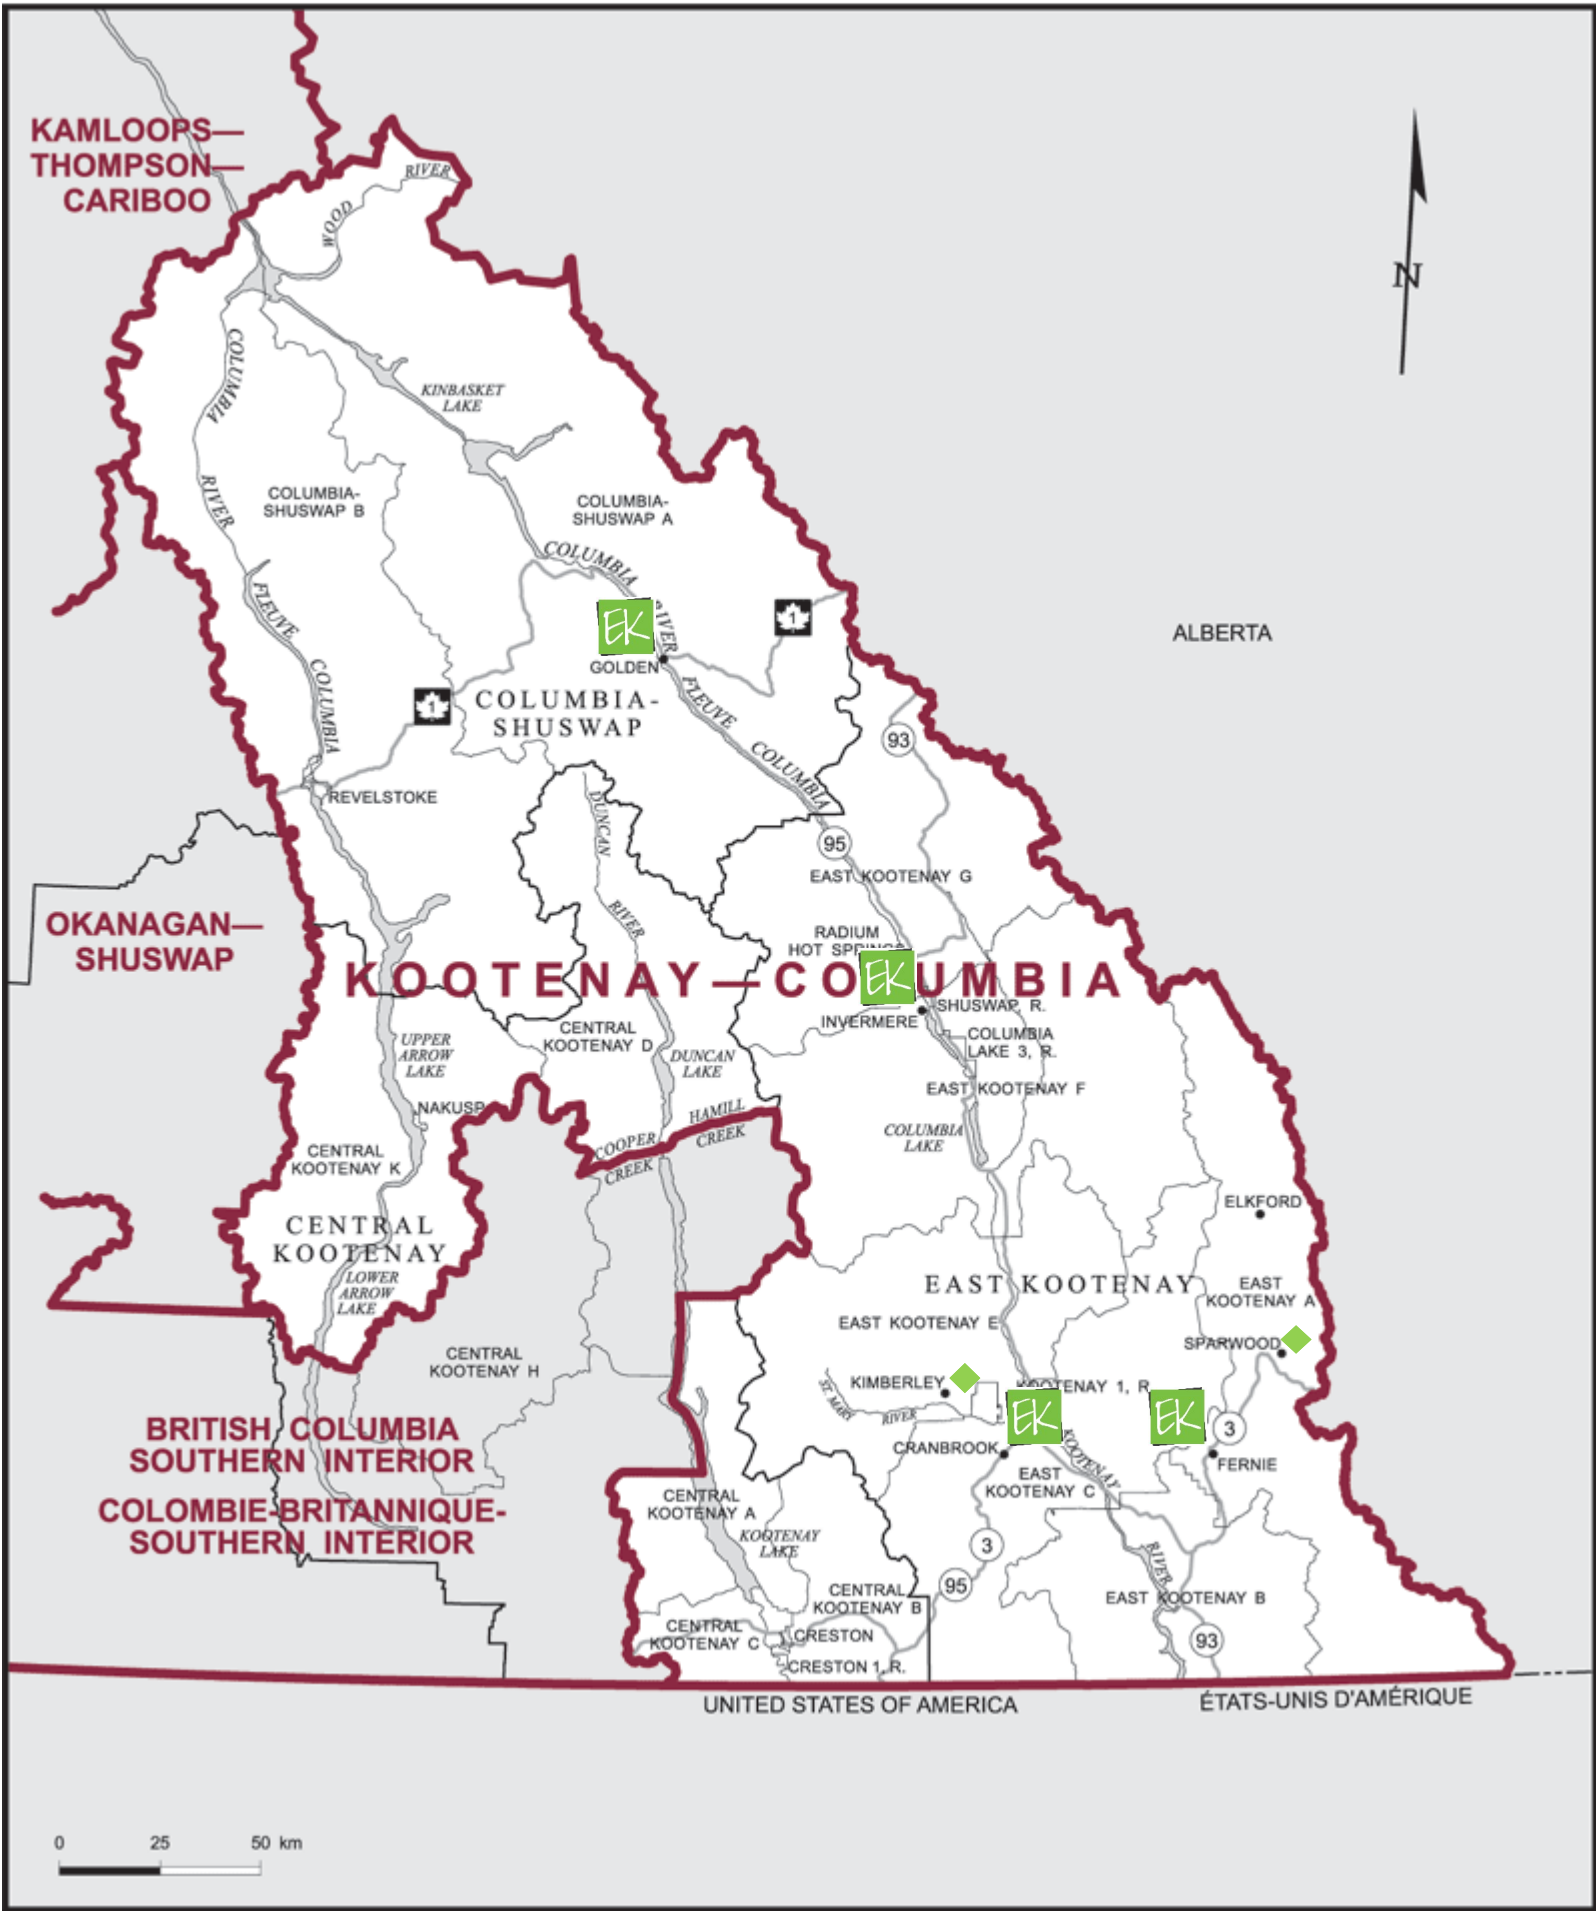 KAMLOOPS—
THOMPSON—
CARIBOO
WOOD
RIVER
N
COLUMBIA
RIVER
KINBASKET
LAKE
COLUMBIA-
SHUSWAP B
COLUMBIA-
SHUSWAP A
COLUMBIA
RIVER
FLEUVE
COLUMBIA
EK
1
ALBERTA
GOLDEN
1
COLUMBIA-
SHUSWAP
FLEUVE
COLUMBIA
93
REVELSTOKE
DUNCAN
RIVER
95
EAST KOOTENAY G
OKANAGAN—
SHUSWAP
RADIUM
HOT SPRINGS
KOOTENAY—CO UMBIA
EK
SHUSWAP, R.
INVERMERE
CENTRAL
KOOTENAY D
COLUMBIA
LAKE 3, R.
UPPER
ARROW
LAKE
DUNCAN
LAKE
EAST KOOTENAY F
NAKUSP
HAMILL
CREEK
COOPER
CREEK
COLUMBIA
LAKE
CENTRAL
KOOTENAY K
ELKFORD
CENTRAL
KOOTENAY
LOWER
ARROW
LAKE
EAST KOOTENAY
EAST
KOOTENAY A
EAST KOOTENAY E
SPARWOOD
CENTRAL
KOOTENAY H
KIMBERLEY
KOOTENAY 1, R.
ST. MARY
RIVER
EK
EK
3
BRITISH COLUMBIA
SOUTHERN INTERIOR
CRANBROOK
KOOTENAY
RIVER
FERNIE
EAST
KOOTENAY C
COLOMBIE-BRITANNIQUE-
SOUTHERN INTERIOR
CENTRAL
KOOTENAY A
KOOTENAY
LAKE
3
95
CENTRAL
KOOTENAY B
EAST KOOTENAY B
CENTRAL
KOOTENAY C
CRESTON
93
CRESTON 1, R.
UNITED STATES OF AMERICA
ÉTATS-UNIS D'AMÉRIQUE
0 25 50 km